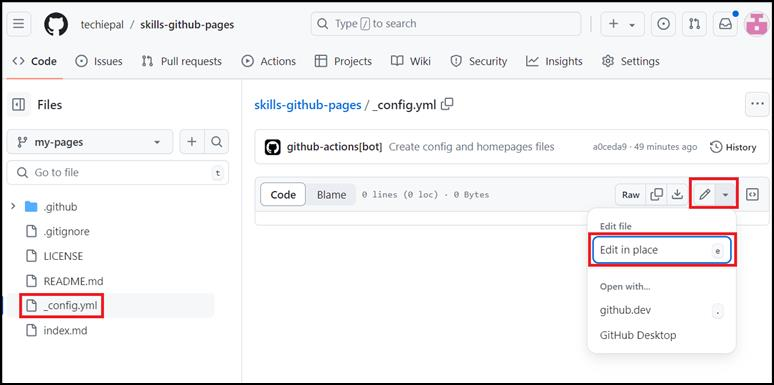 techiepal / skills-github-pages
Type / to search
Code Issues Pull requests Actions Projects Wiki Security Insights Settings
Files
my-pages
Go to file t
.github
.gitignore
LICENSE
README.md
_config.yml
index.md
skills-github-pages / _config.yml
github-actions[bot] Create config and homepages files a0ceda9 · 49 minutes ago History
Code Blame 0 lines (0 loc) · 0 Bytes Raw
Edit file
Edit in place e
Open with...
github.dev .
GitHub Desktop